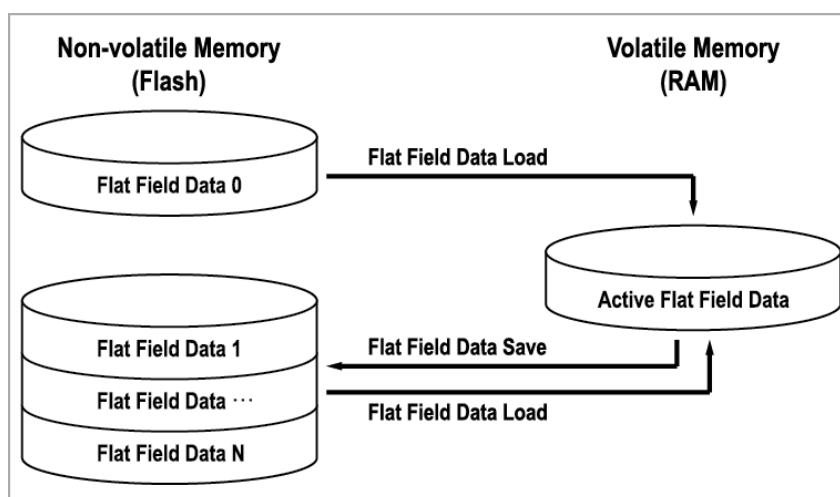 Non-volatile Memory
(Flash)
Volatile Memory
(RAM)
Flat Field Data Load
Flat Field Data 0
Active Flat Field Data
Flat Field Data 1
Flat Field Data Save
Flat Field Data ···
Flat Field Data Load
Flat Field Data N